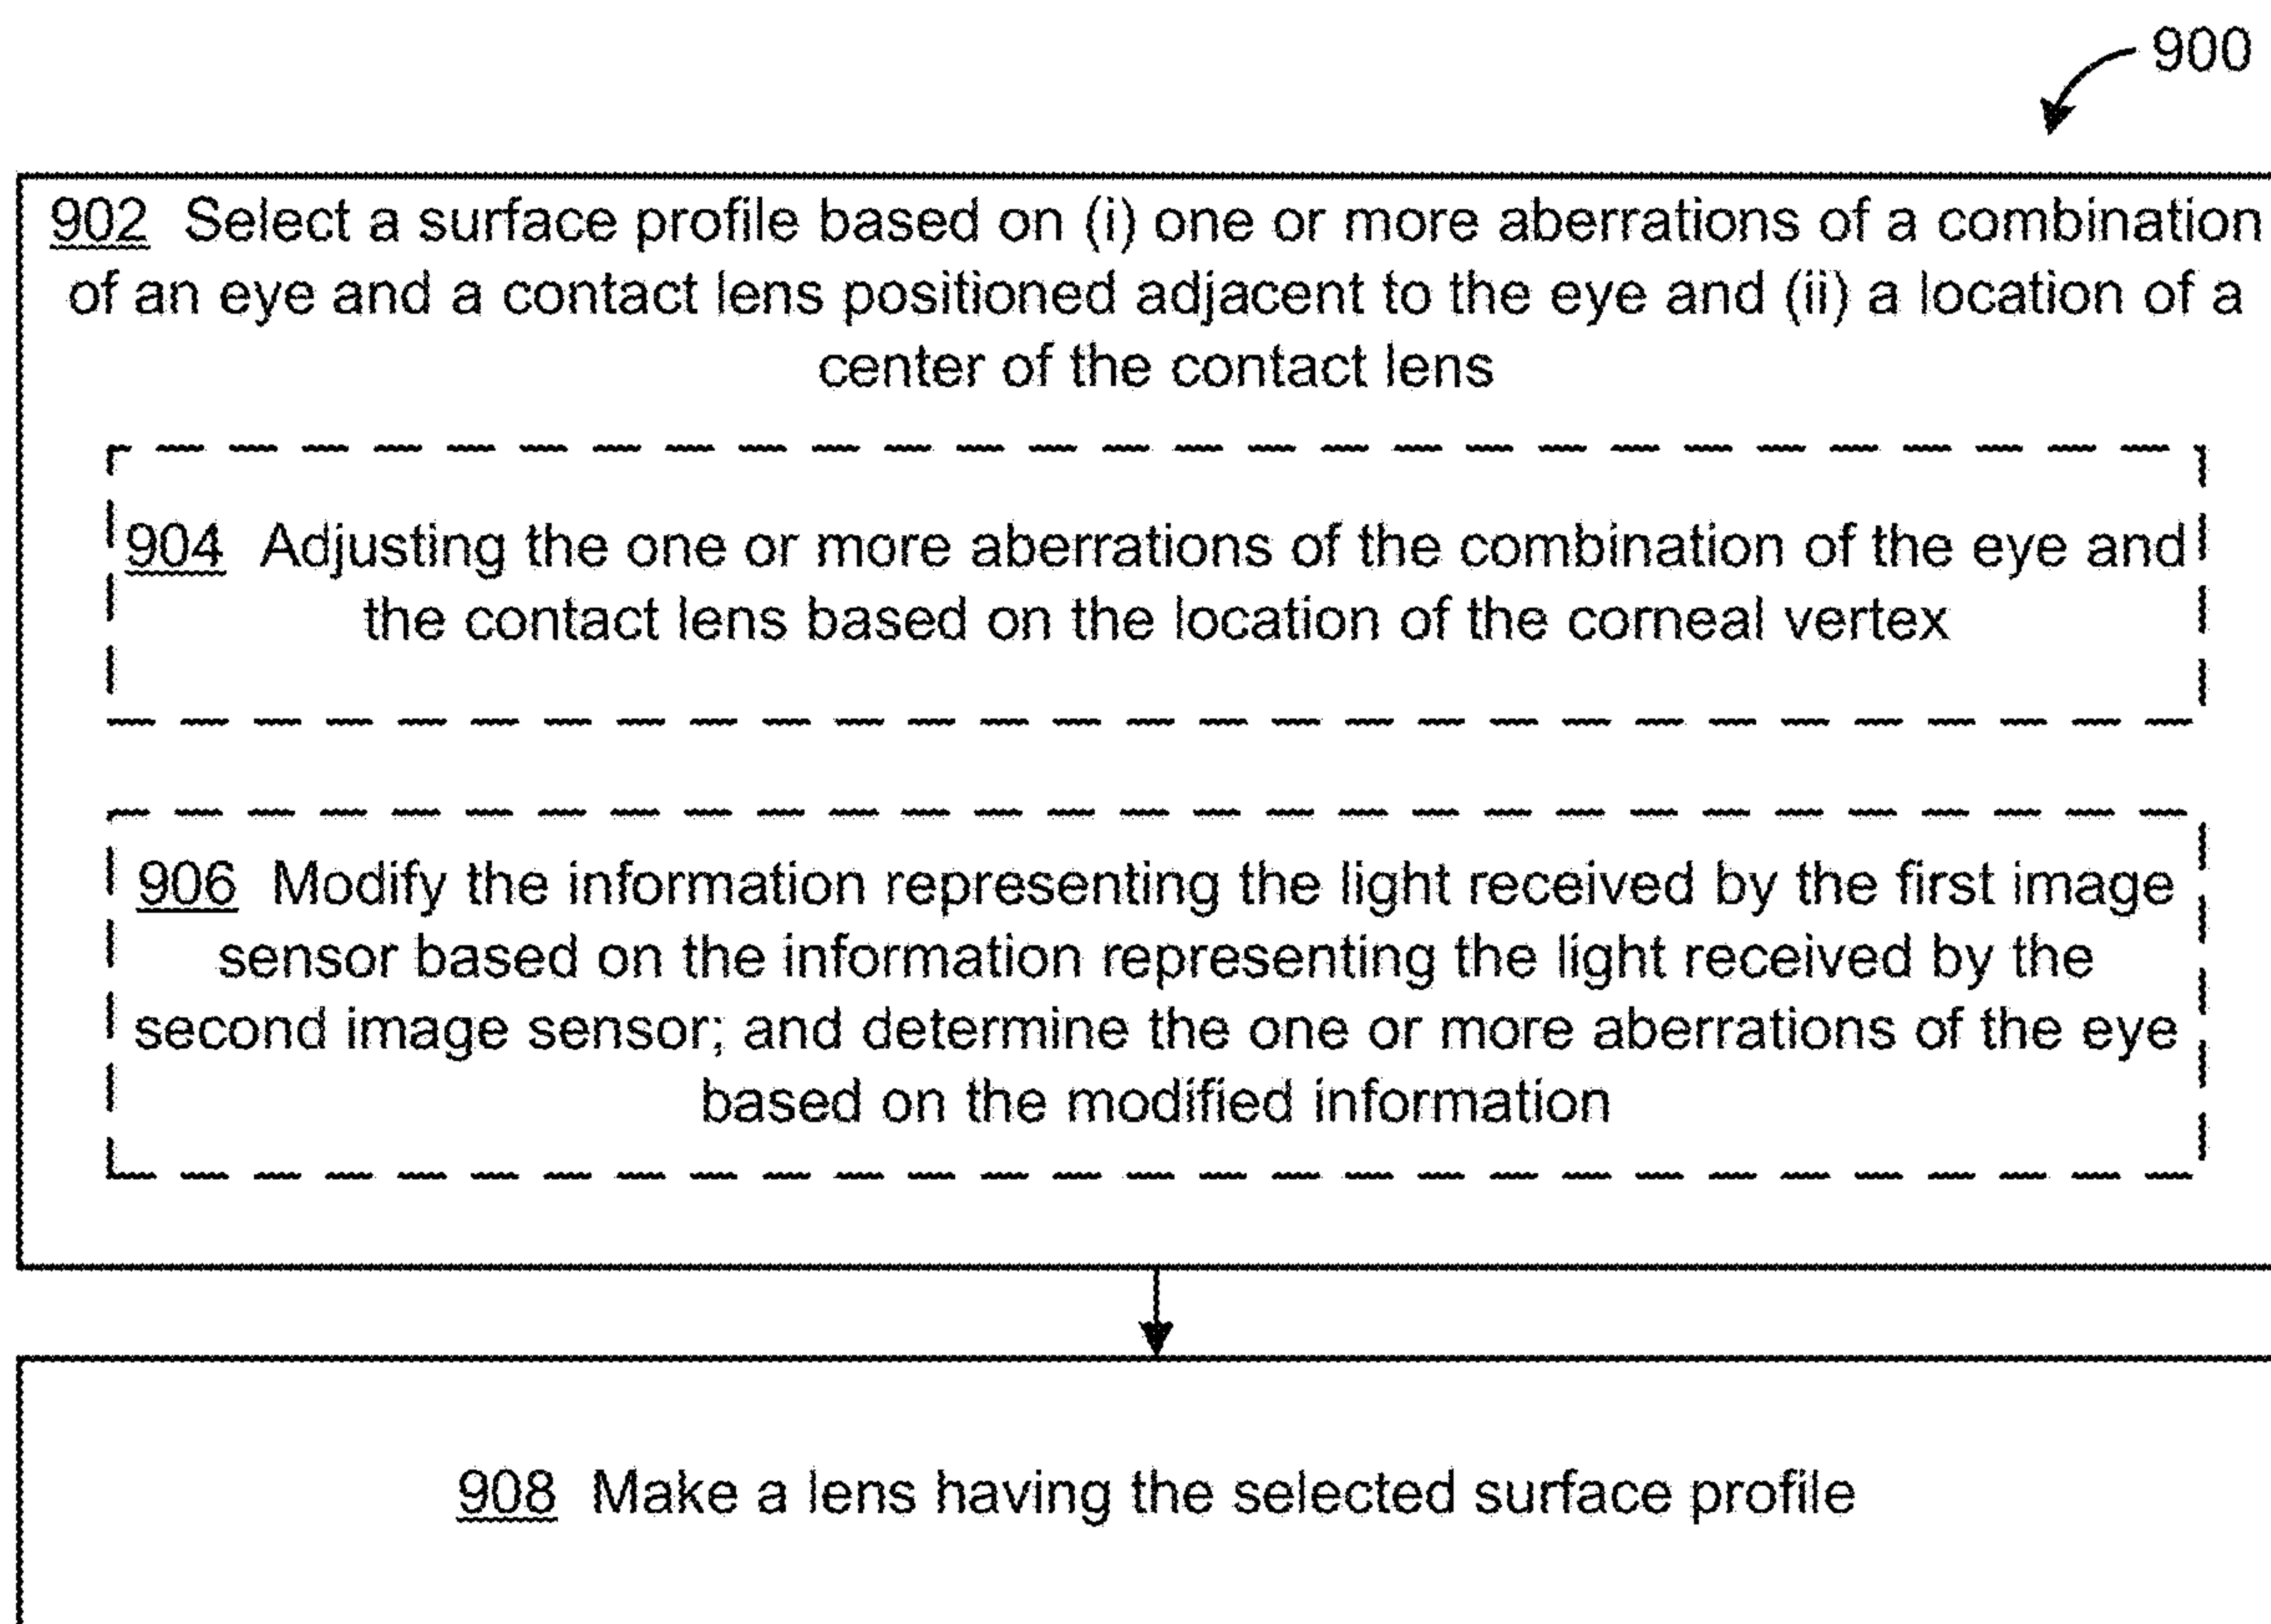 900
902 Select a surface profile based on (i) one or more aberrations of a combination
of an eye and a contact lens positioned adjacent to the eye and (ii) a location of a
center of the contact lens
904 Adjusting the one or more aberrations of the combination of the eye and
the contact lens based on the location of the corneal vertex
906 Modify the information representing the light received by the first image
sensor based on the information representing the light received by the
second image sensor; and determine the one or more aberrations of the eye
based on the modified information
908 Make a lens having the selected surface profile